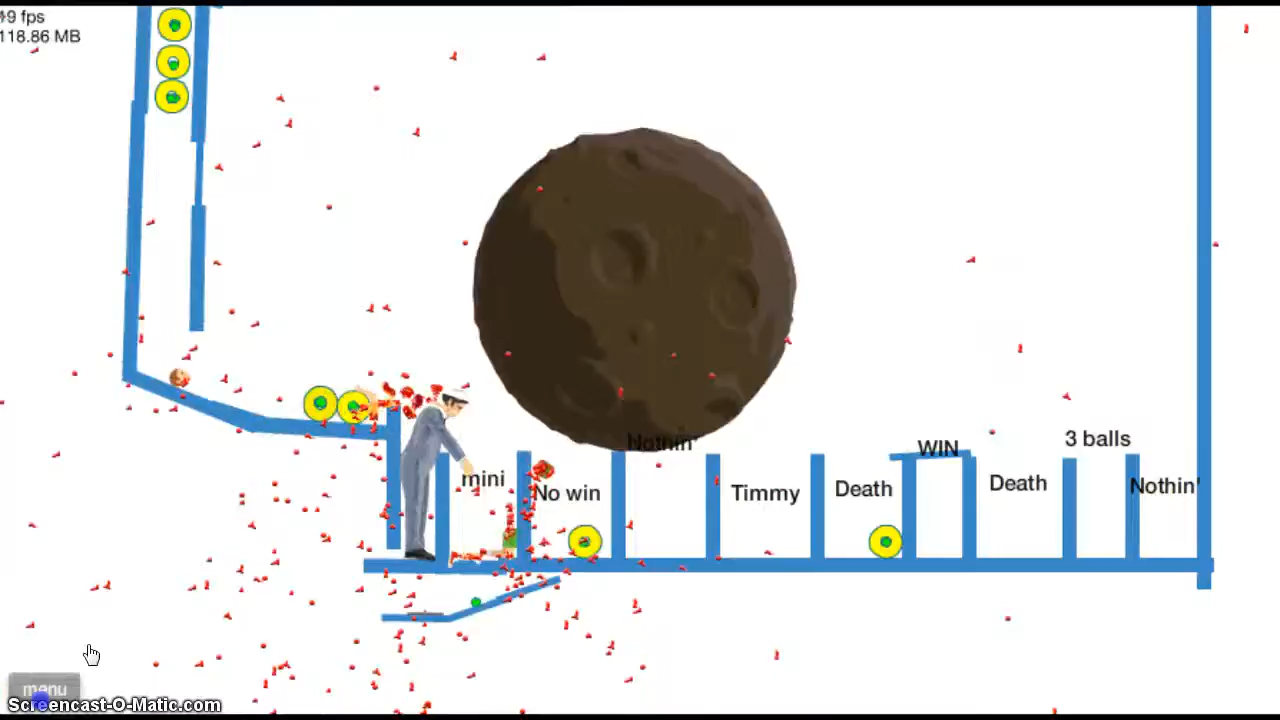 19 fps
118.86 MB
Nothin'
WIN
3 balls
mini
No win
Timmy
Death
Death
Nothin'
menu
Screencast-O-Matic.com